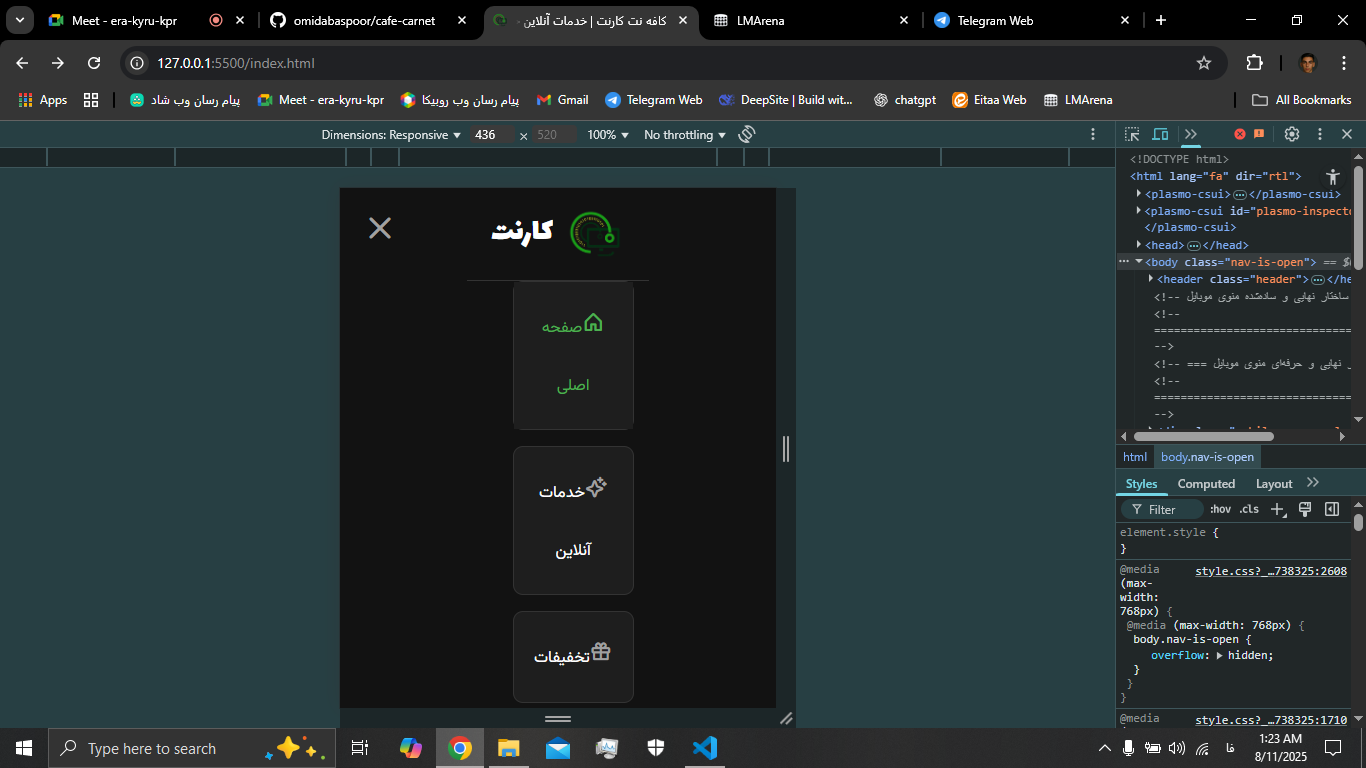 Meet - era-kyru-kpr
omidabaspoor/cafe-carnet
کافه نت کارنت | خدمات آنلاین -
LMArena
Telegram Web
127.0.0.1:5500/index.html
Apps
پیام رسان وب شاد
Meet - era-kyru-kpr
پیام رسان وب روبیکا
Gmail
Telegram Web
DeepSite | Build wit...
chatgpt
Eitaa Web
LMArena
All Bookmarks
Dimensions: Responsive
436 × 520
100%
No throttling
کارنت
صفحه
اصلی
خدمات
آنلاین
تخفیفات
<!DOCTYPE html>
<html lang="fa" dir="rtl">
<plasmo-csui> ⋯ </plasmo-csui>
<plasmo-csui id="plasmo-inspect
</plasmo-csui>
<head> ⋯ </head>
<body class="nav-is-open"> == $
<header class="header"> ⋯ </he
<!-- ساختار نهایی و ساده‌شده منوی موبایل
<!--
==============================
-->
<!-- === ر نهایی و حرفه‌ای منوی موبایل
<!--
==============================
-->
html
body.nav-is-open
Styles
Computed
Layout
Filter
:hov
.cls
element.style {
}
@media (max-width: 768px) {
style.css?_…738325:2608
@media (max-width: 768px) {
body.nav-is-open {
overflow: hidden;
}
}
}
@media
style.css?_…738325:1710
Type here to search
فا
1:23 AM
8/11/2025